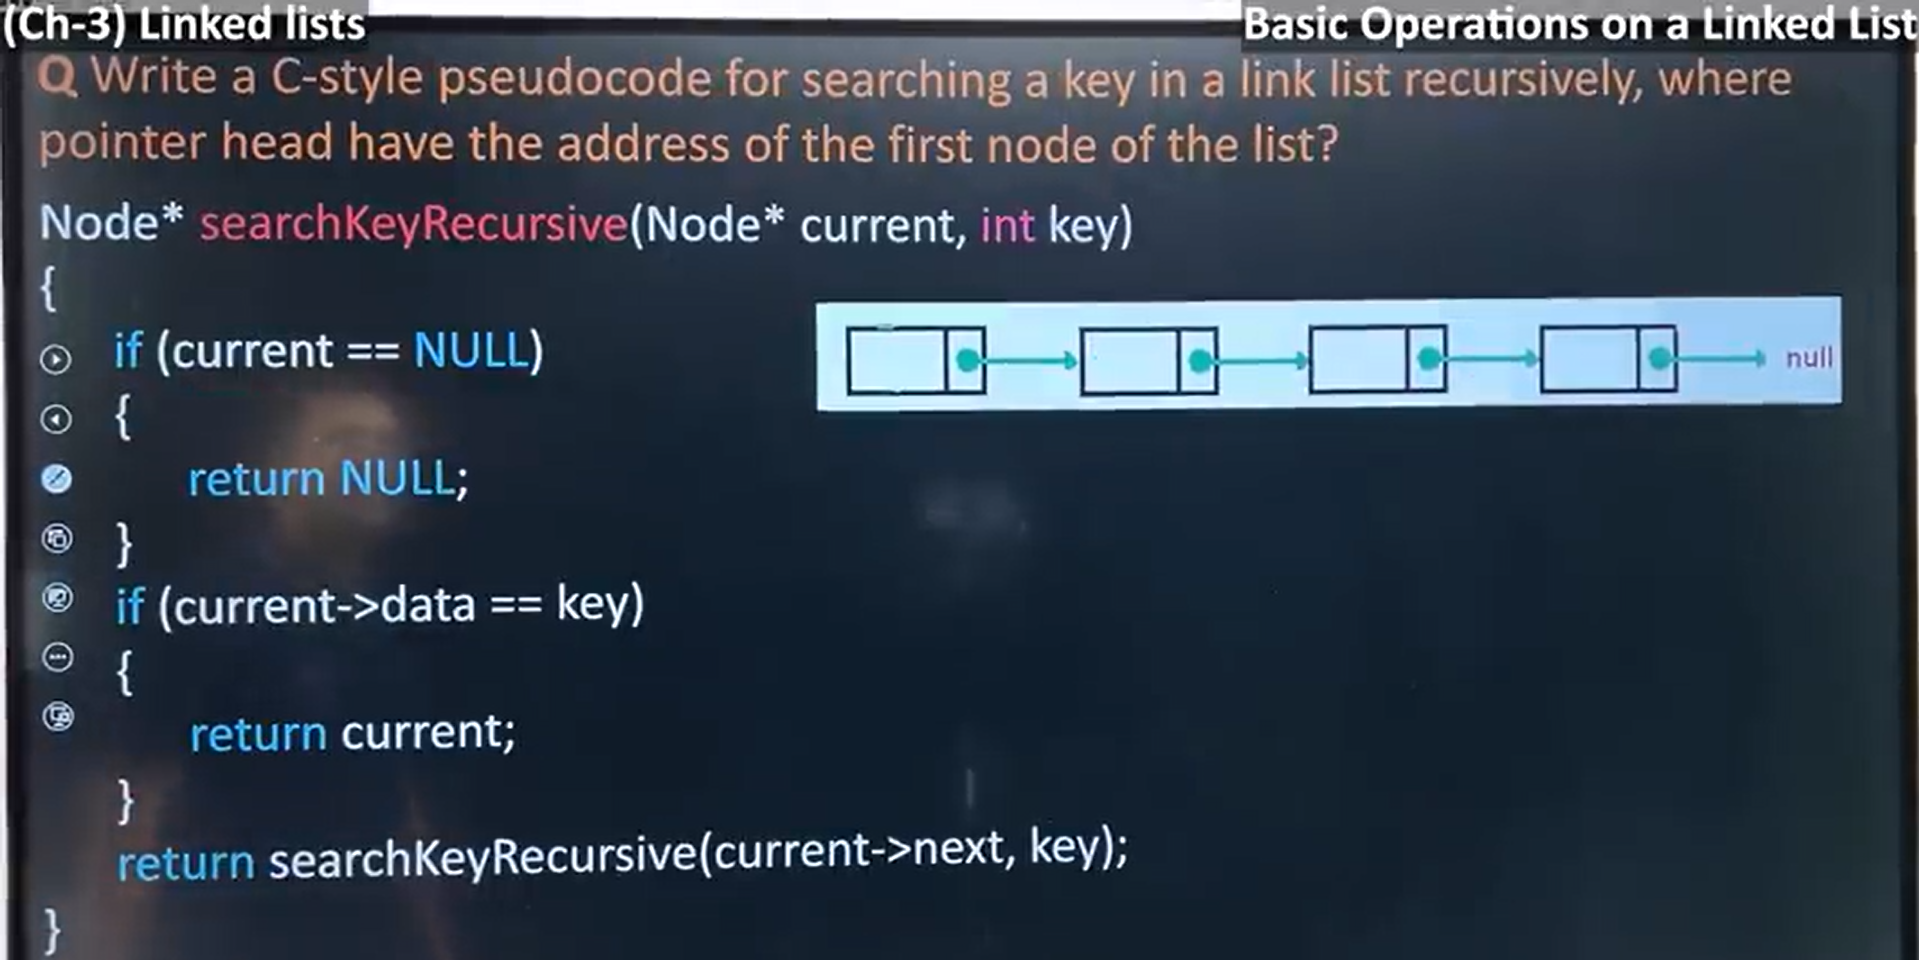 (Ch-3) Linked lists
Basic Operations on a Linked List
Q Write a C-style pseudocode for searching a key in a link list recursively, where
pointer head have the address of the first node of the list?
Node* searchKeyRecursive(Node* current, int key)
{
if (current == NULL)
{
return NULL;
}
if (current->data == key)
{
return current;
}
return searchKeyRecursive(current->next, key);
}
null